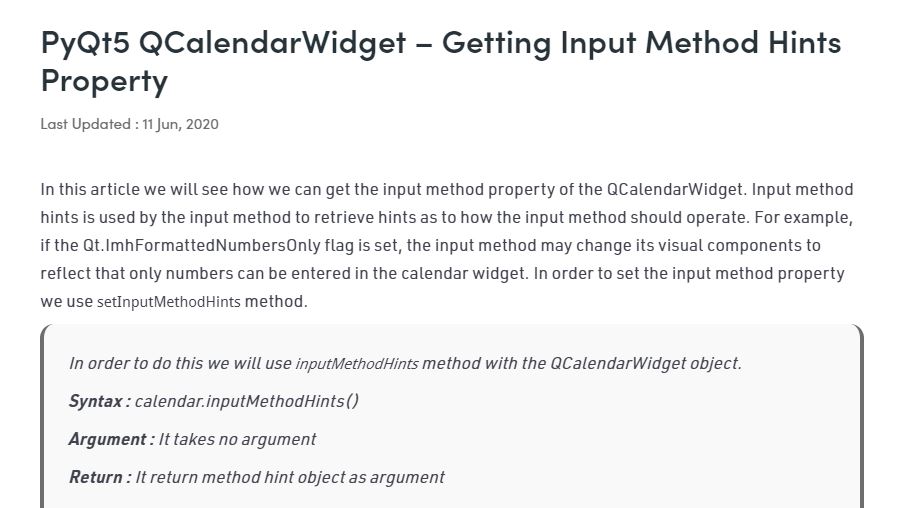 PyQt5 QCalendarWidget – Getting Input Method Hints
Property
Last Updated : 11 Jun, 2020
In this article we will see how we can get the input method property of the QCalendarWidget. Input method
hints is used by the input method to retrieve hints as to how the input method should operate. For example,
if the Qt.ImhFormattedNumbersOnly flag is set, the input method may change its visual components to
reflect that only numbers can be entered in the calendar widget. In order to set the input method property
we use setInputMethodHints method.
In order to do this we will use inputMethodHints method with the QCalendarWidget object.
Syntax : calendar.inputMethodHints()
Argument : It takes no argument
Return : It return method hint object as argument